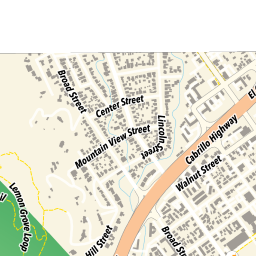 Broad Street
Center Street
Lincoln Street
El
Cabrillo Highway
Mountain View Street
Walnut Street
Lemon Grove Loop
Hill Street
Broad S